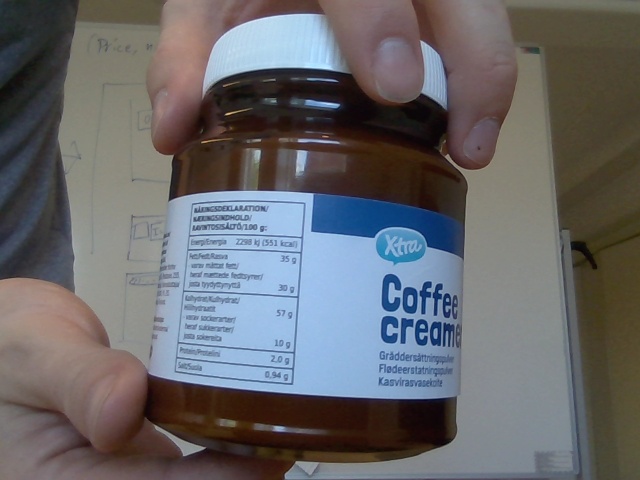 (Price,
NÄRINGSDEKLARATION/
NÆRINGSINDHOLD/
RAVINTOSISÄLTÖ/100 g:
Energi/Energia 2298 kJ (551 kcal)
Fett/Fedt/Rasva 35 g
varav mättat fett/
heraf mættede fedtsyrer/
josta tyydyttynyttä 30 g
Kolhydrat/Kulhydrat/
Hiilihydraatit 57 g
varav sockerarter/
heraf sukkerarter/
josta sokereita 10 g
Protein/Proteiini 2,0 g
Salt/Suola 0,94 g
Xtra
Coffee
creame
Gräddersättningspulver
Flødeerstatningspulver
Kasvirasvasekoite